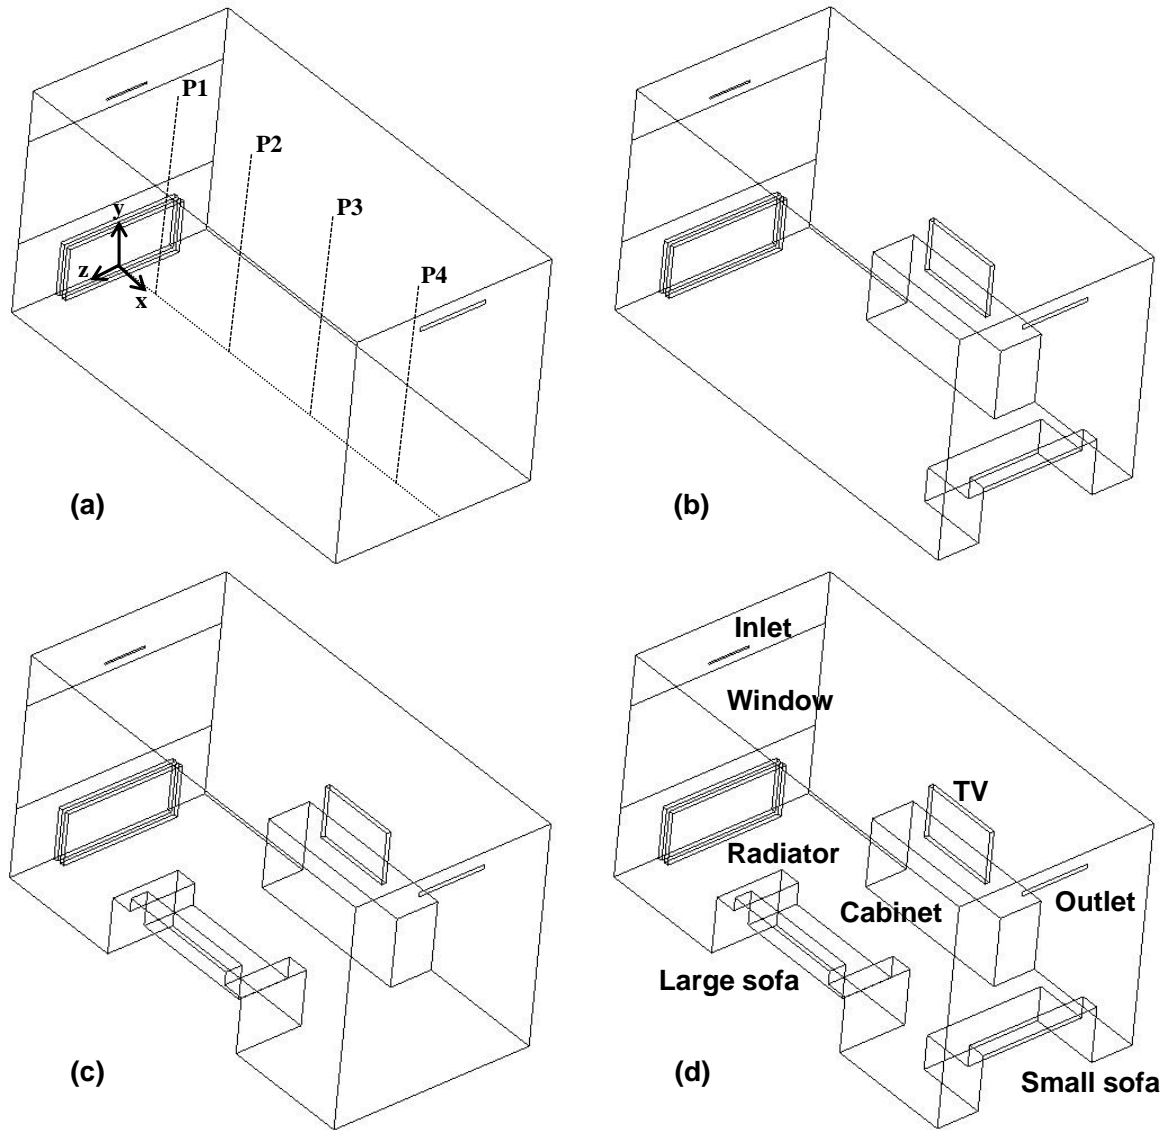 P1
P2
P3
P4
y
z
x
(a)
(b)
Inlet
Window
TV
Radiator
Cabinet
Outlet
Large sofa
Small sofa
(c)
(d)